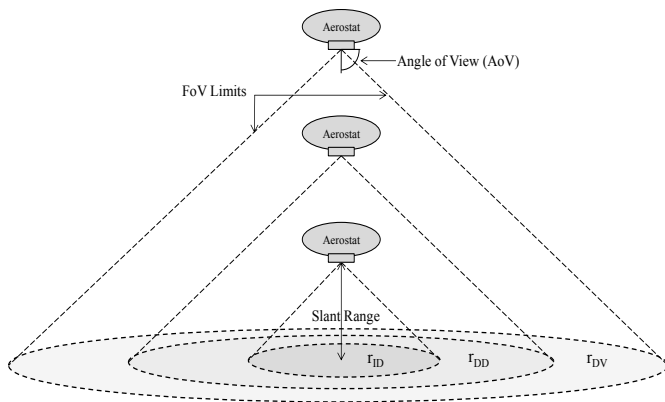 Aerostat
Angle of View (AoV)
FoV Limits
Aerostat
Aerostat
Slant Range
r_ID r_DD r_DV